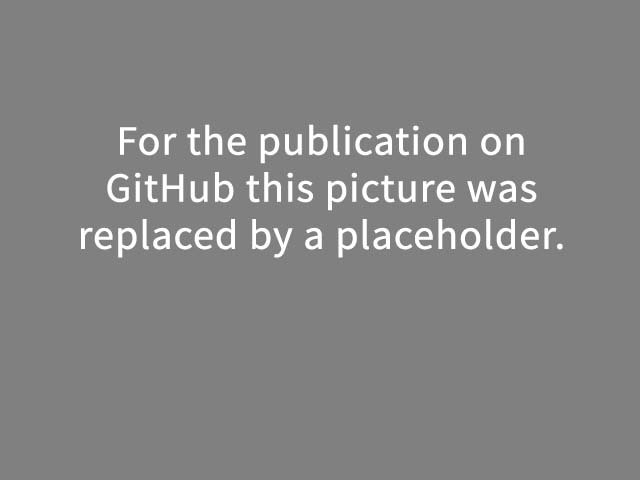 For the publication on
GitHub this picture was
replaced by a placeholder.